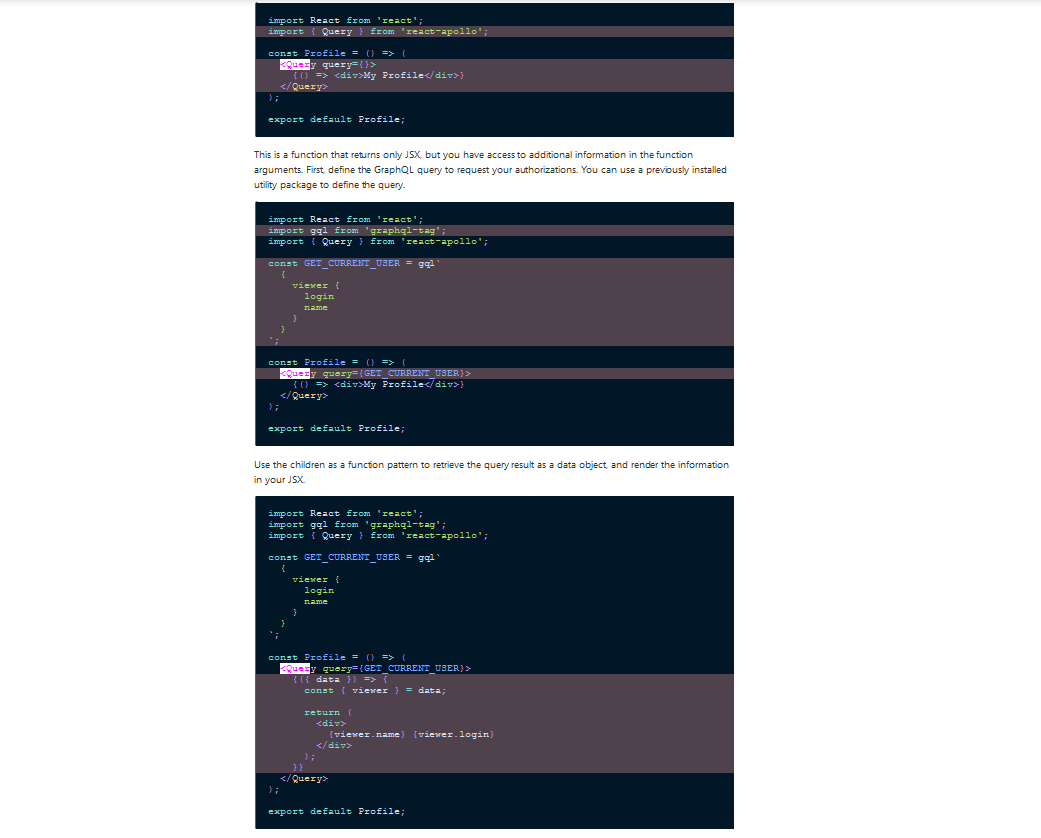 import React from 'react';
import { Query } from 'react-apollo';
const Profile = () => (
<Query query={}>
{() => <div>My Profile</div>}
</Query>
);
export default Profile;
This is a function that returns only JSX, but you have access to additional information in the function
arguments. First, define the GraphQL query to request your authorizations. You can use a previously installed
utility package to define the query.
import React from 'react';
import gql from 'graphql-tag';
import { Query } from 'react-apollo';
const GET_CURRENT_USER = gql`
{
viewer {
login
name
}
}
`;
const Profile = () => (
<Query query={GET_CURRENT_USER}>
{() => <div>My Profile</div>}
</Query>
);
export default Profile;
Use the children as a function pattern to retrieve the query result as a data object, and render the information
in your JSX.
import React from 'react';
import gql from 'graphql-tag';
import { Query } from 'react-apollo';
const GET_CURRENT_USER = gql`
{
viewer {
login
name
}
}
`;
const Profile = () => (
<Query query={GET_CURRENT_USER}>
{({ data }) => {
const { viewer } = data;
return (
<div>
{viewer.name} {viewer.login}
</div>
);
}}
</Query>
);
export default Profile;